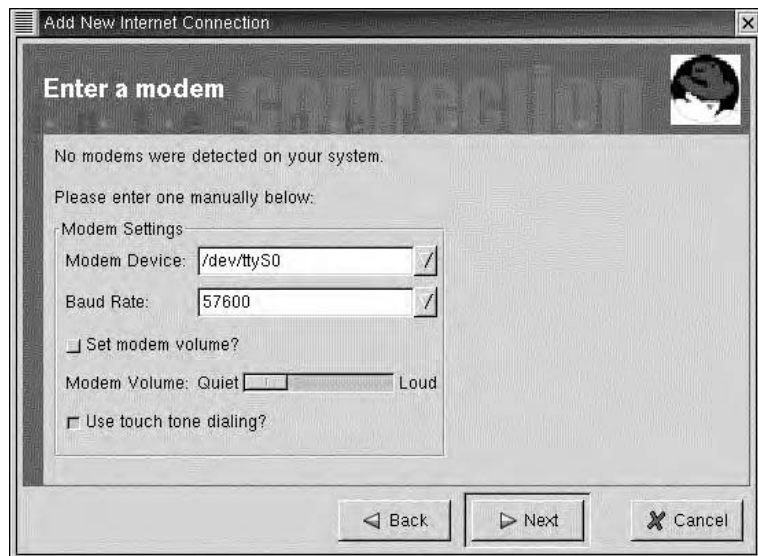 Add New Internet Connection
Enter a modem
connection
No modems were detected on your system.
Please enter one manually below:
Modem Settings
Modem Device: /dev/ttyS0
Baud Rate: 57600
Set modem volume?
Modem Volume: Quiet Loud
Use touch tone dialing?
Back Next Cancel